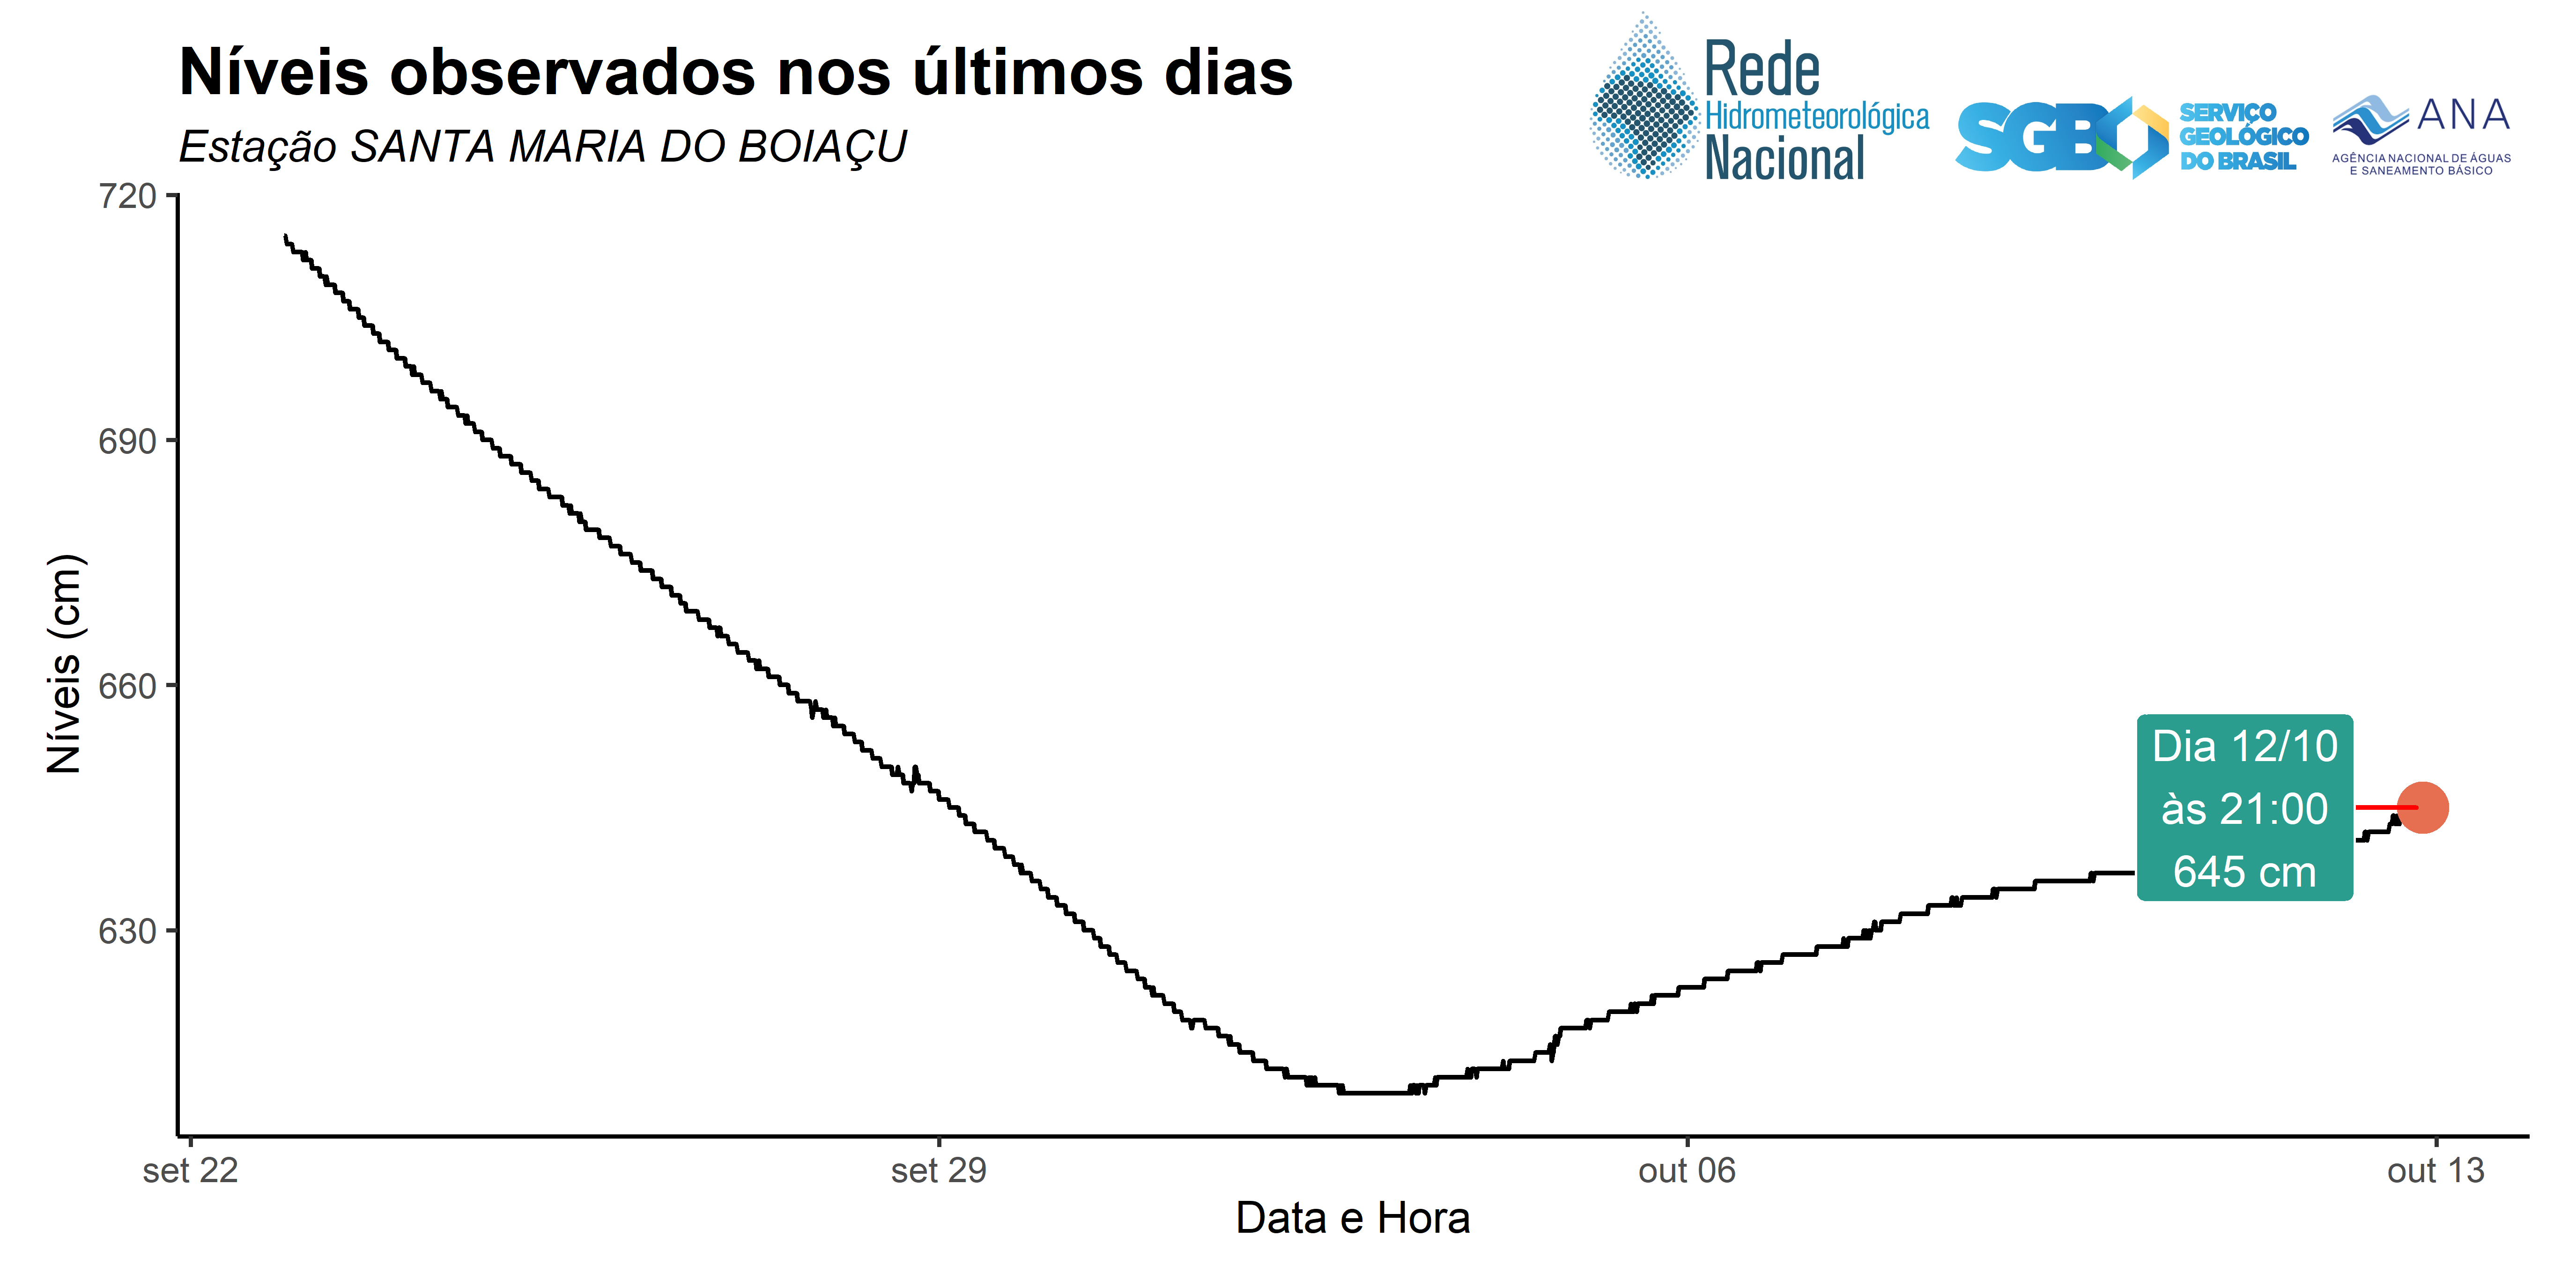 Níveis observados nos últimos dias
Estação SANTA MARIA DO BOIAÇU
Rede
Hidrometeorológica
Nacional
SGB
SERVIÇO
GEOLÓGICO
DO BRASIL
ANA
AGÊNCIA NACIONAL DE ÁGUAS
E SANEAMENTO BÁSICO
720
690
660
630
Níveis (cm)
Dia 12/10
às 21:00
645 cm
set 22
set 29
out 06
out 13
Data e Hora